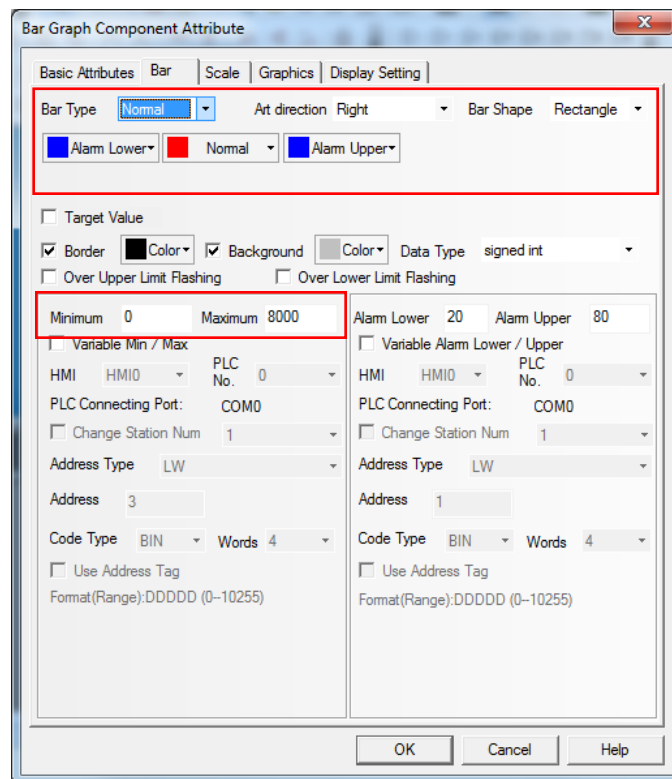 Bar Graph Component Attribute
x
Basic Attributes Bar Scale Graphics Display Setting
Bar Type Normal Art direction Right Bar Shape Rectangle
Alarm Lower Normal Alarm Upper
Target Value
Border Color Background Color Data Type signed int
Over Upper Limit Flashing Over Lower Limit Flashing
Minimum 0 Maximum 8000 Alarm Lower 20 Alarm Upper 80
Variable Min / Max Variable Alarm Lower / Upper
HMI HMI0 PLC No. 0 HMI HMI0 PLC No. 0
PLC Connecting Port: COM0 PLC Connecting Port: COM0
Change Station Num 1 Change Station Num 1
Address Type LW Address Type LW
Address 3 Address 1
Code Type BIN Words 4 Code Type BIN Words 4
Use Address Tag Use Address Tag
Format(Range):DDDDD (0--10255) Format(Range):DDDDD (0--10255)
OK Cancel Help